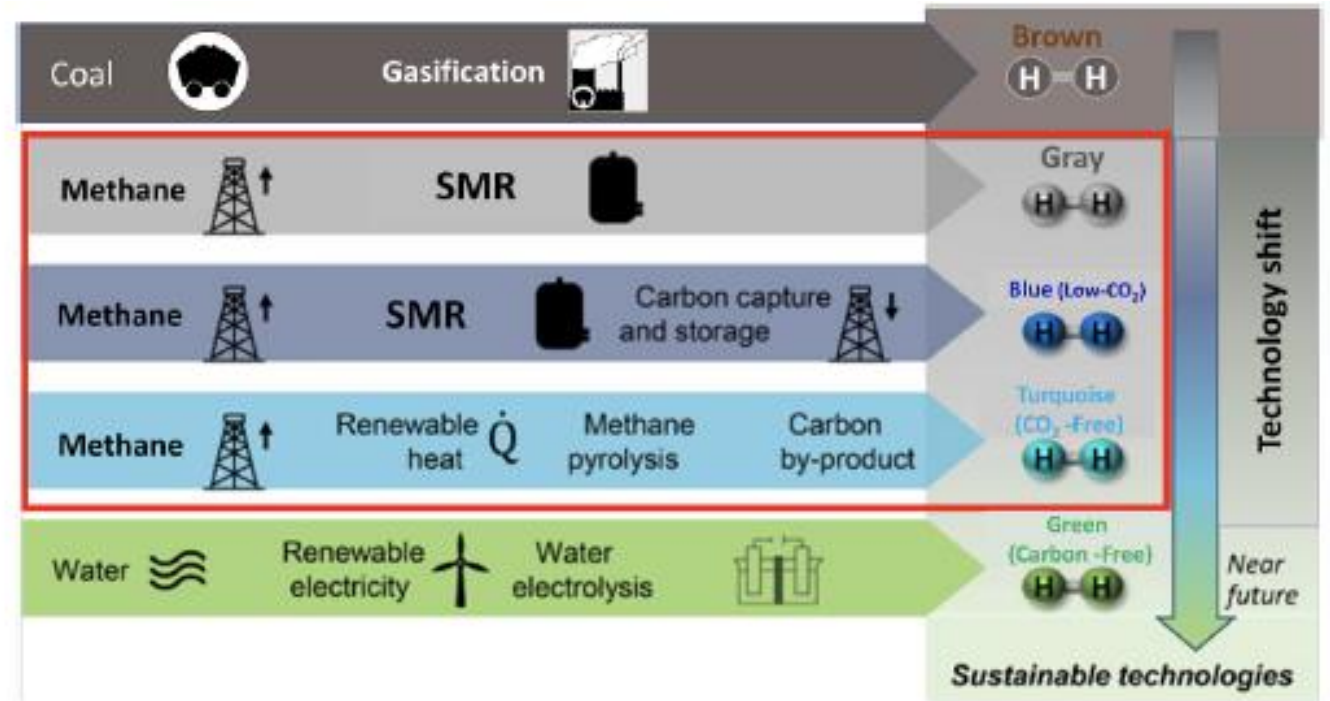 Coal
Gasification
Brown
H=H
Methane
SMR
Gray
H-H
Methane
SMR
Carbon capture
and storage
Blue (Low-CO₂)
H-H
Methane
Renewable
heat
Q̇
Methane
pyrolysis
Carbon
by-product
Turquoise
(CO₂ -Free)
H-H
Technology shift
Water
Renewable
electricity
Water
electrolysis
Green
(Carbon -Free)
H-H
Near
future
Sustainable technologies